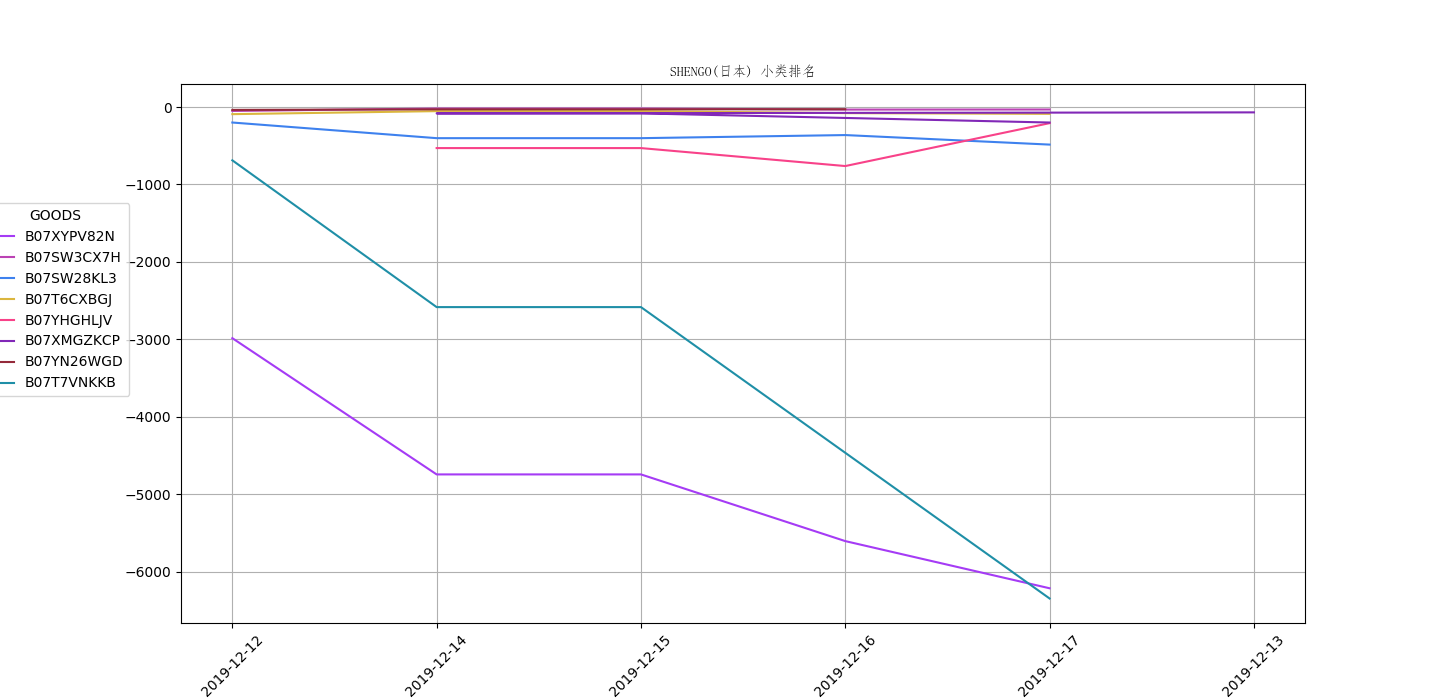 SHENGO(日本) 小类排名
0
−1000
−2000
−3000
−4000
−5000
−6000
GOODS
B07XYPV82N
B07SW3CX7H
B07SW28KL3
B07T6CXBGJ
B07YHGHLJV
B07XMGZKCP
B07YN26WGD
B07T7VNKKB
2019-12-12
2019-12-14
2019-12-15
2019-12-16
2019-12-17
2019-12-13